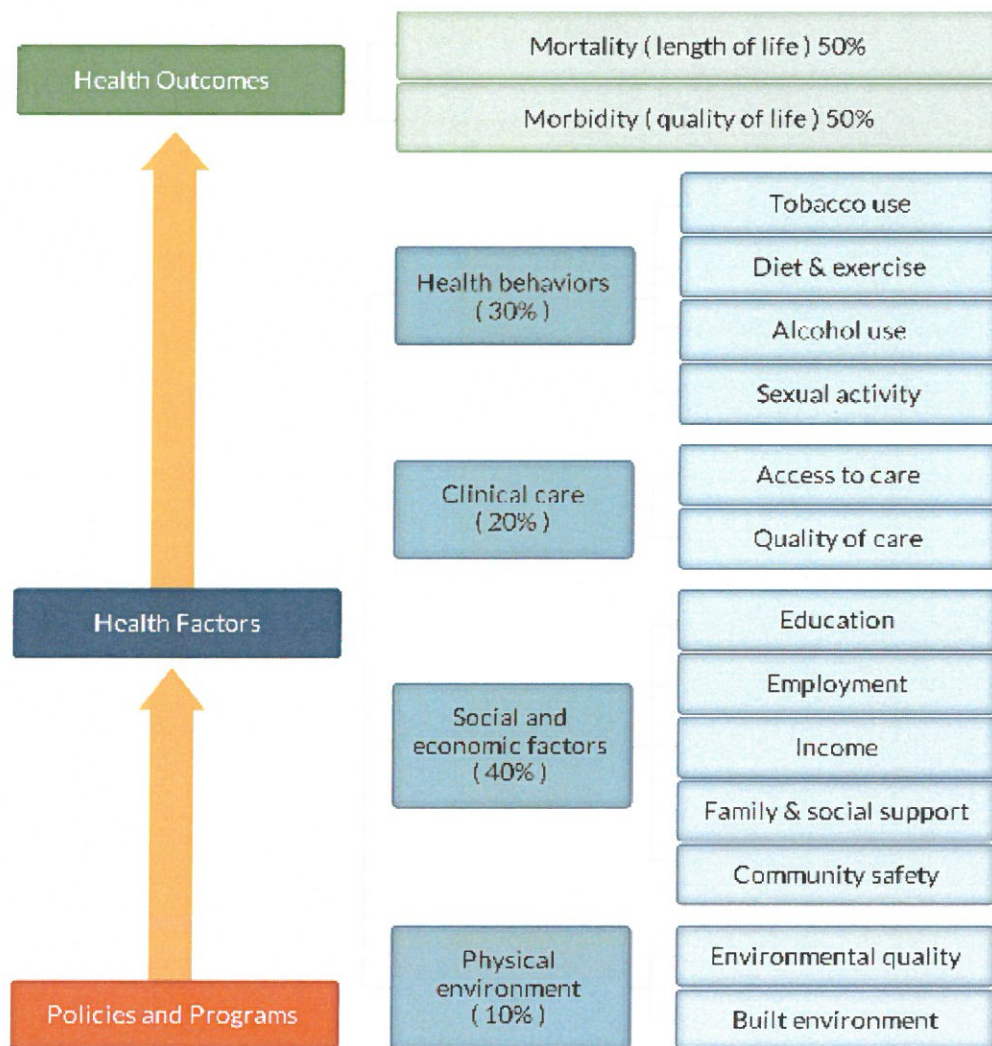 Health Outcomes
Mortality ( length of life ) 50%
Morbidity ( quality of life ) 50%
Health behaviors
( 30% )
Tobacco use
Diet & exercise
Alcohol use
Sexual activity
Clinical care
( 20% )
Access to care
Quality of care
Health Factors
Social and
economic factors
( 40% )
Education
Employment
Income
Family & social support
Community safety
Policies and Programs
Physical
environment
( 10% )
Environmental quality
Built environment